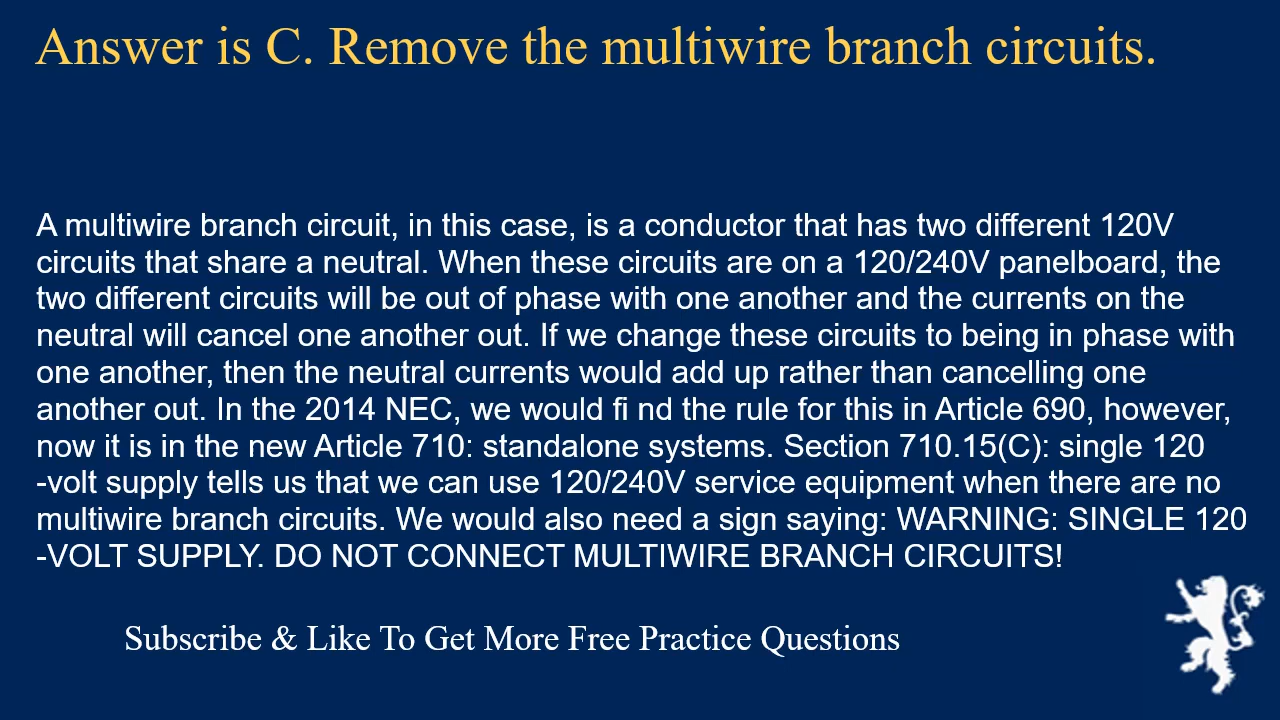 Answer is C. Remove the multiwire branch circuits.
A multiwire branch circuit, in this case, is a conductor that has two different 120V
circuits that share a neutral. When these circuits are on a 120/240V panelboard, the
two different circuits will be out of phase with one another and the currents on the
neutral will cancel one another out. If we change these circuits to being in phase with
one another, then the neutral currents would add up rather than cancelling one
another out. In the 2014 NEC, we would fi nd the rule for this in Article 690, however,
now it is in the new Article 710: standalone systems. Section 710.15(C): single 120
-volt supply tells us that we can use 120/240V service equipment when there are no
multiwire branch circuits. We would also need a sign saying: WARNING: SINGLE 120
-VOLT SUPPLY. DO NOT CONNECT MULTIWIRE BRANCH CIRCUITS!
Subscribe & Like To Get More Free Practice Questions